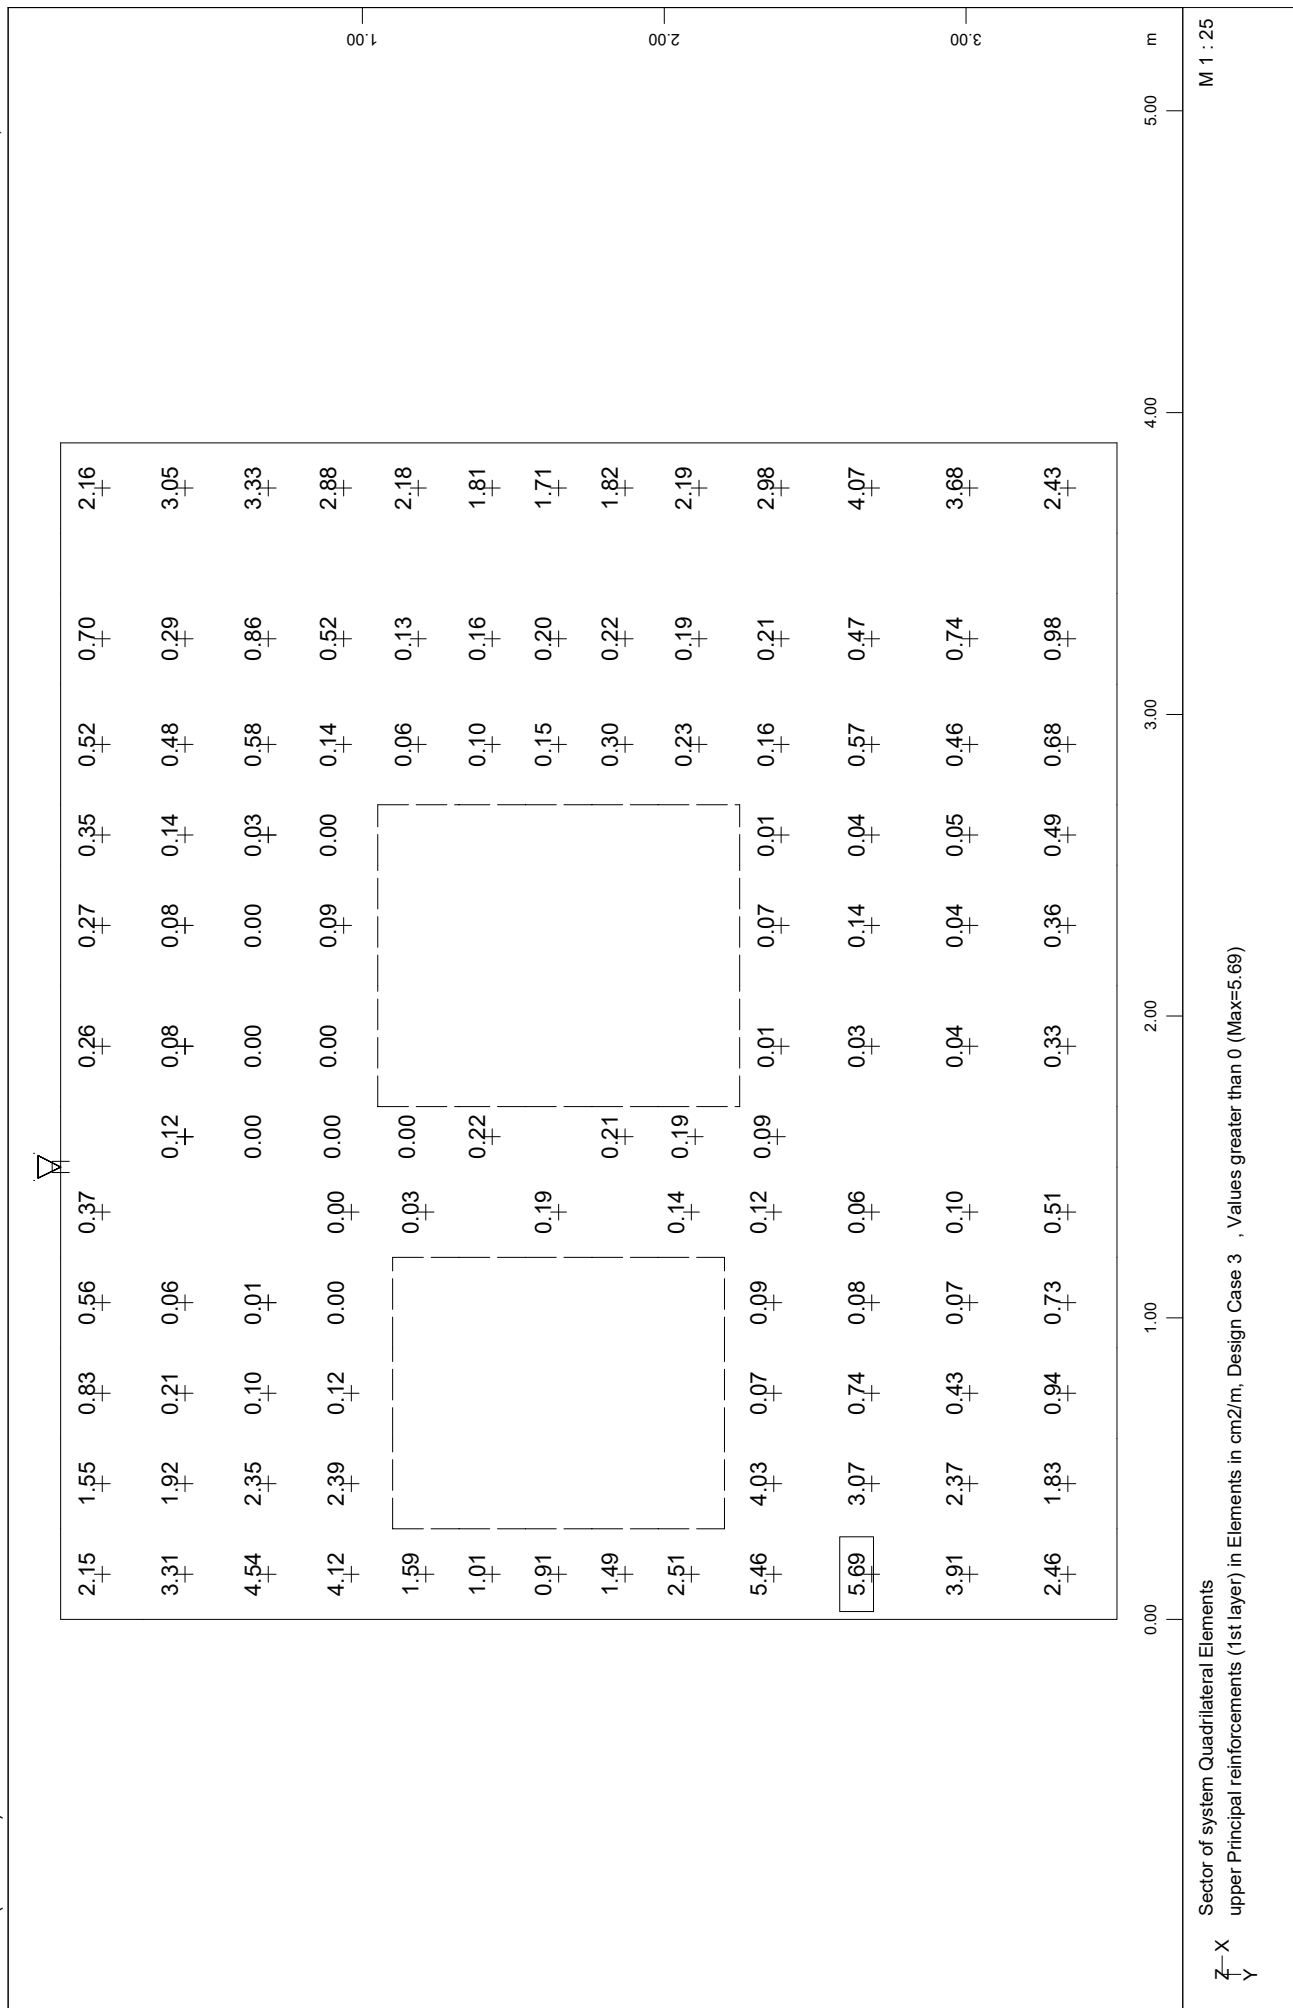 2.15 1.55 0.83 0.56 0.37 0.26 0.27 0.35 0.52 0.70 2.16
3.31 1.92 0.21 0.06 0.12 0.08 0.08 0.14 0.48 0.29 3.05
4.54 2.35 0.10 0.01 0.00 0.00 0.00 0.03 0.58 0.86 3.33
4.12 2.39 0.12 0.00 0.00 0.00 0.00 0.09 0.00 0.14 0.52 2.88
1.00
1.59 0.03 0.00 0.06 0.13 2.18
1.01 0.22 0.10 0.16 1.81
0.91 0.19 0.15 0.20 1.71
1.49 0.21 0.30 0.22 1.82
2.00
2.51 0.14 0.19 0.23 0.19 2.19
5.46 4.03 0.07 0.09 0.12 0.09 0.01 0.07 0.01 0.16 0.21 2.98
5.69 3.07 0.74 0.08 0.06 0.03 0.14 0.04 0.57 0.47 4.07
3.91 2.37 0.43 0.07 0.10 0.04 0.04 0.05 0.46 0.74 3.68
3.00
2.46 1.83 0.94 0.73 0.51 0.33 0.36 0.49 0.68 0.98 2.43
0.00 1.00 2.00 3.00 4.00 5.00 m
Z X
Y
Sector of system Quadrilateral Elements
M 1 : 25
upper Principal reinforcements (1st layer) in Elements in cm2/m, Design Case 3 , Values greater than 0 (Max=5.69)